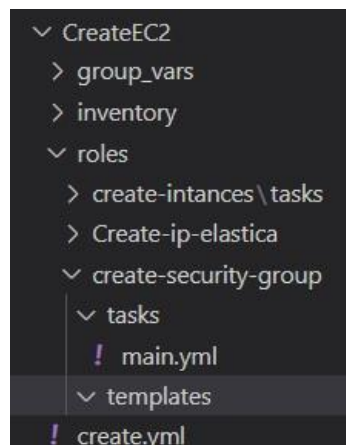 CreateEC2
group_vars
inventory
roles
create-intances\tasks
Create-ip-elastica
create-security-group
tasks
! main.yml
templates
! create.yml